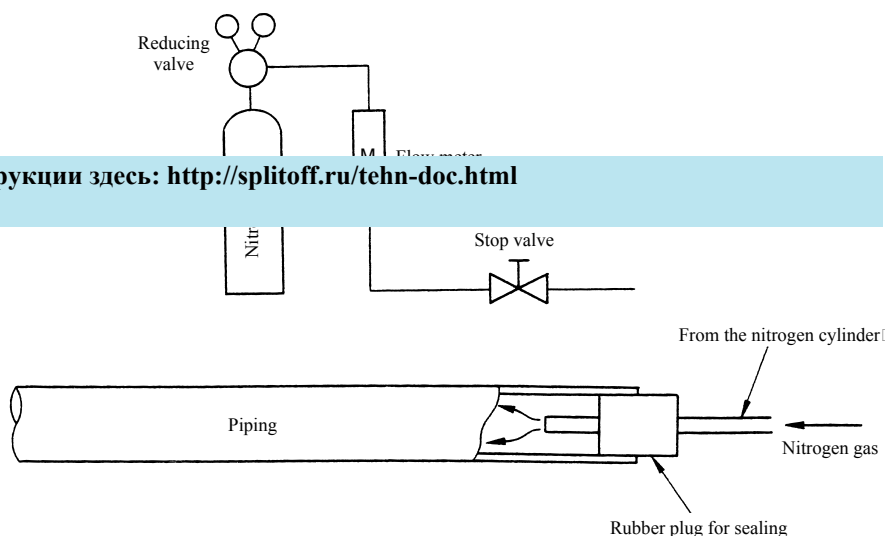 Reducing
valve
M
рукции здесь: http://splitoff.ru/tehn-doc.html
Stop valve
From the nitrogen cylinder
Piping
Nitrogen gas
Rubber plug for sealing